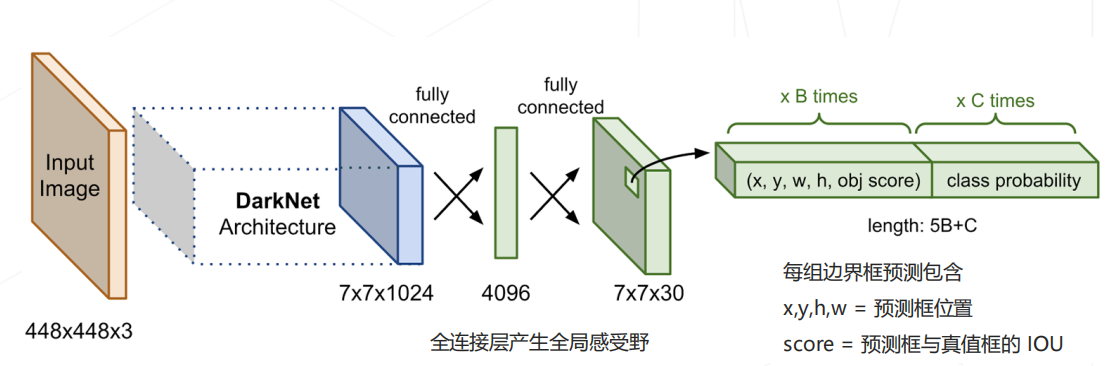 Input
Image
448x448x3
DarkNet
Architecture
7x7x1024
fully
connected
4096
fully
connected
7x7x30
全连接层产生全局感受野
x B times
x C times
(x, y, w, h, obj score)
class probability
length: 5B+C
每组边界框预测包含
x,y,h,w = 预测框位置
score = 预测框与真值框的 IOU